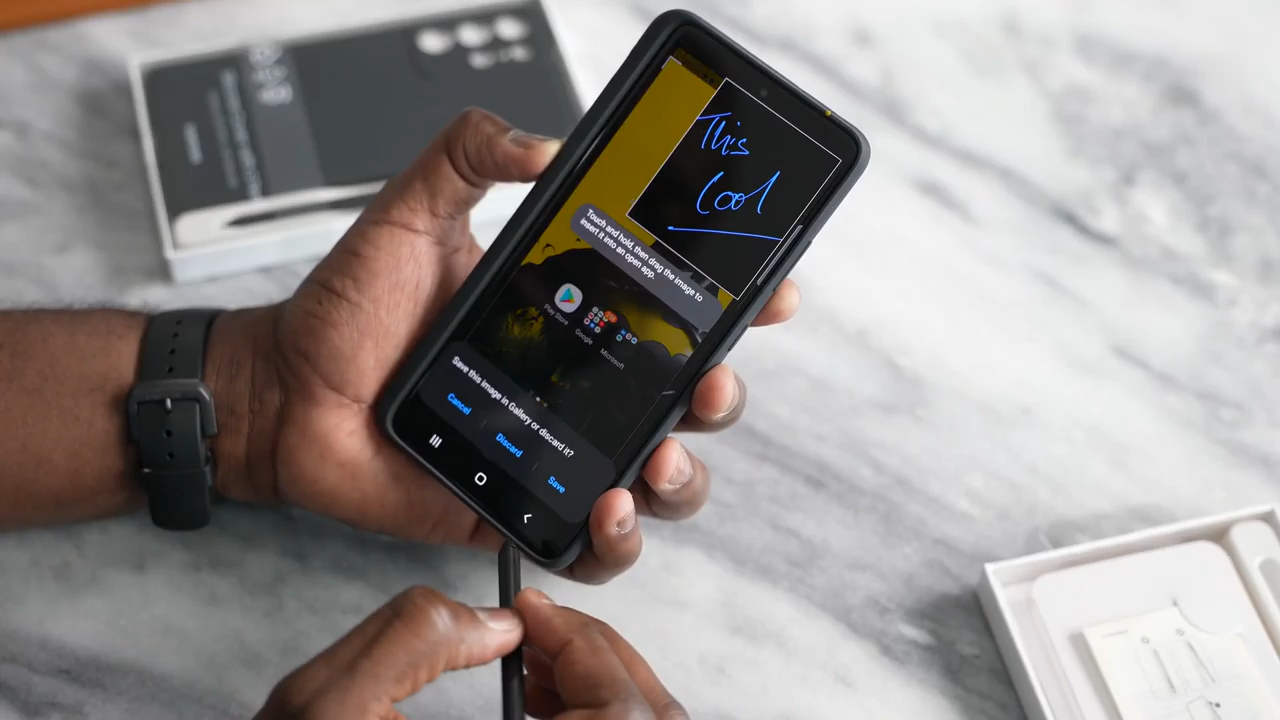 This
Cool
Touch and hold, then drag the image to
insert it into an open app.
Play Store
Google
Microsoft
Save this image in Gallery or discard it?
Cancel
Discard
Save